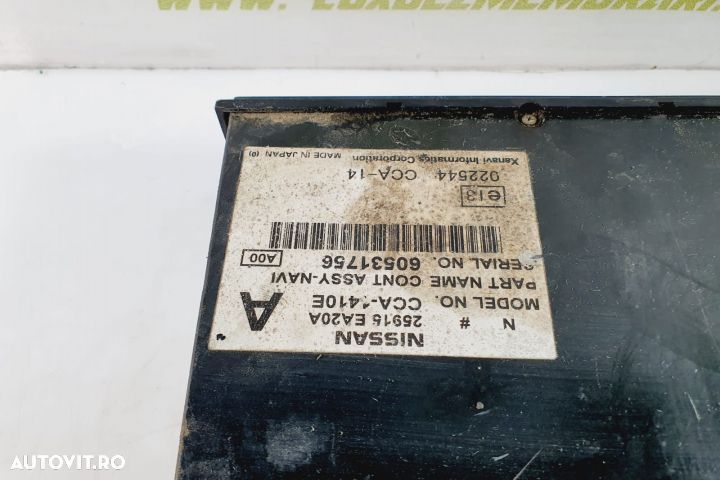 NISSAN
N # 25915 EA20A
MODEL NO. CCA-1410E
PART NAME CONT ASSY-NAVI
SERIAL NO. 60531756
A
A00
e13
022544 CCA-14
Xanavi Informatics Corporation MADE IN JAPAN (0)
AUTOVIT.RO